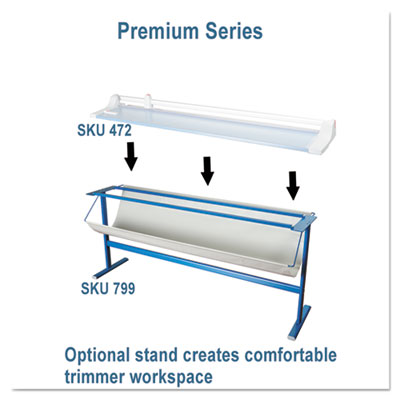 Premium Series
SKU 472
SKU 799
Optional stand creates comfortable
trimmer workspace